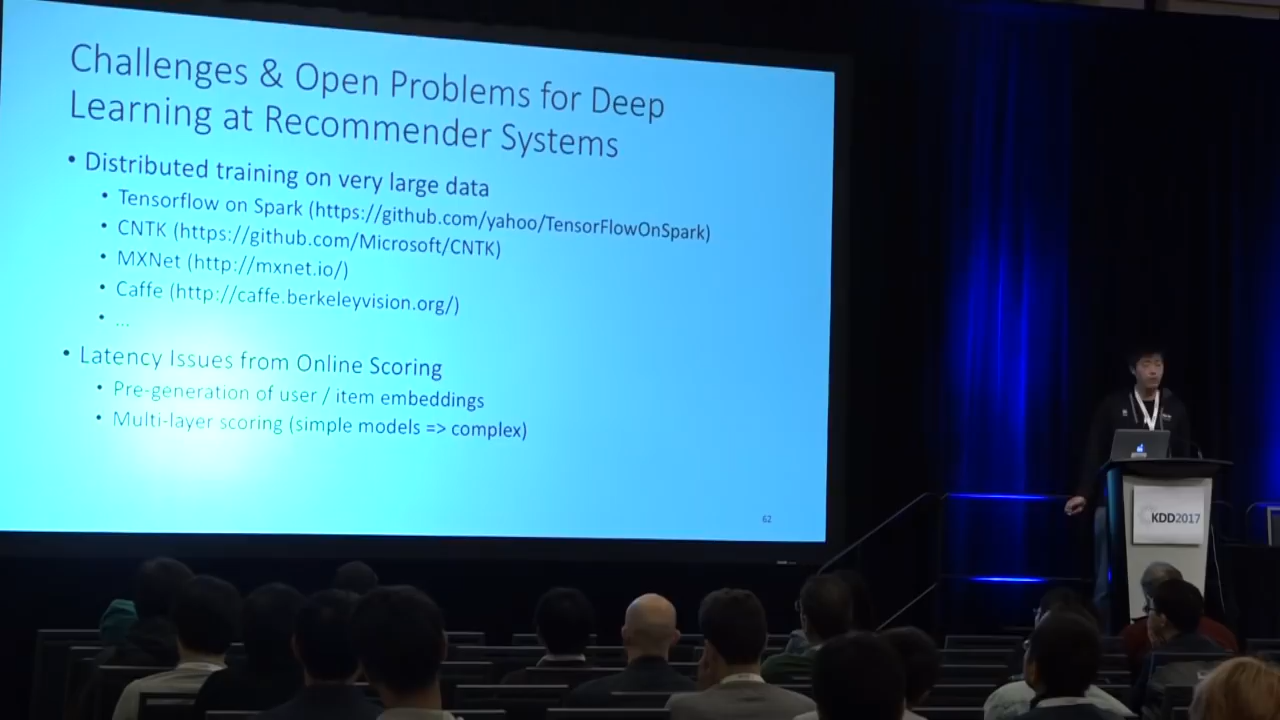 Challenges & Open Problems for Deep
Learning at Recommender Systems
• Distributed training on very large data
• Tensorflow on Spark (https://github.com/yahoo/TensorFlowOnSpark)
• CNTK (https://github.com/Microsoft/CNTK)
• MXNet (http://mxnet.io/)
• Caffe (http://caffe.berkeleyvision.org/)
• ...
• Latency Issues from Online Scoring
• Pre-generation of user / item embeddings
• Multi-layer scoring (simple models => complex)
62
KDD2017